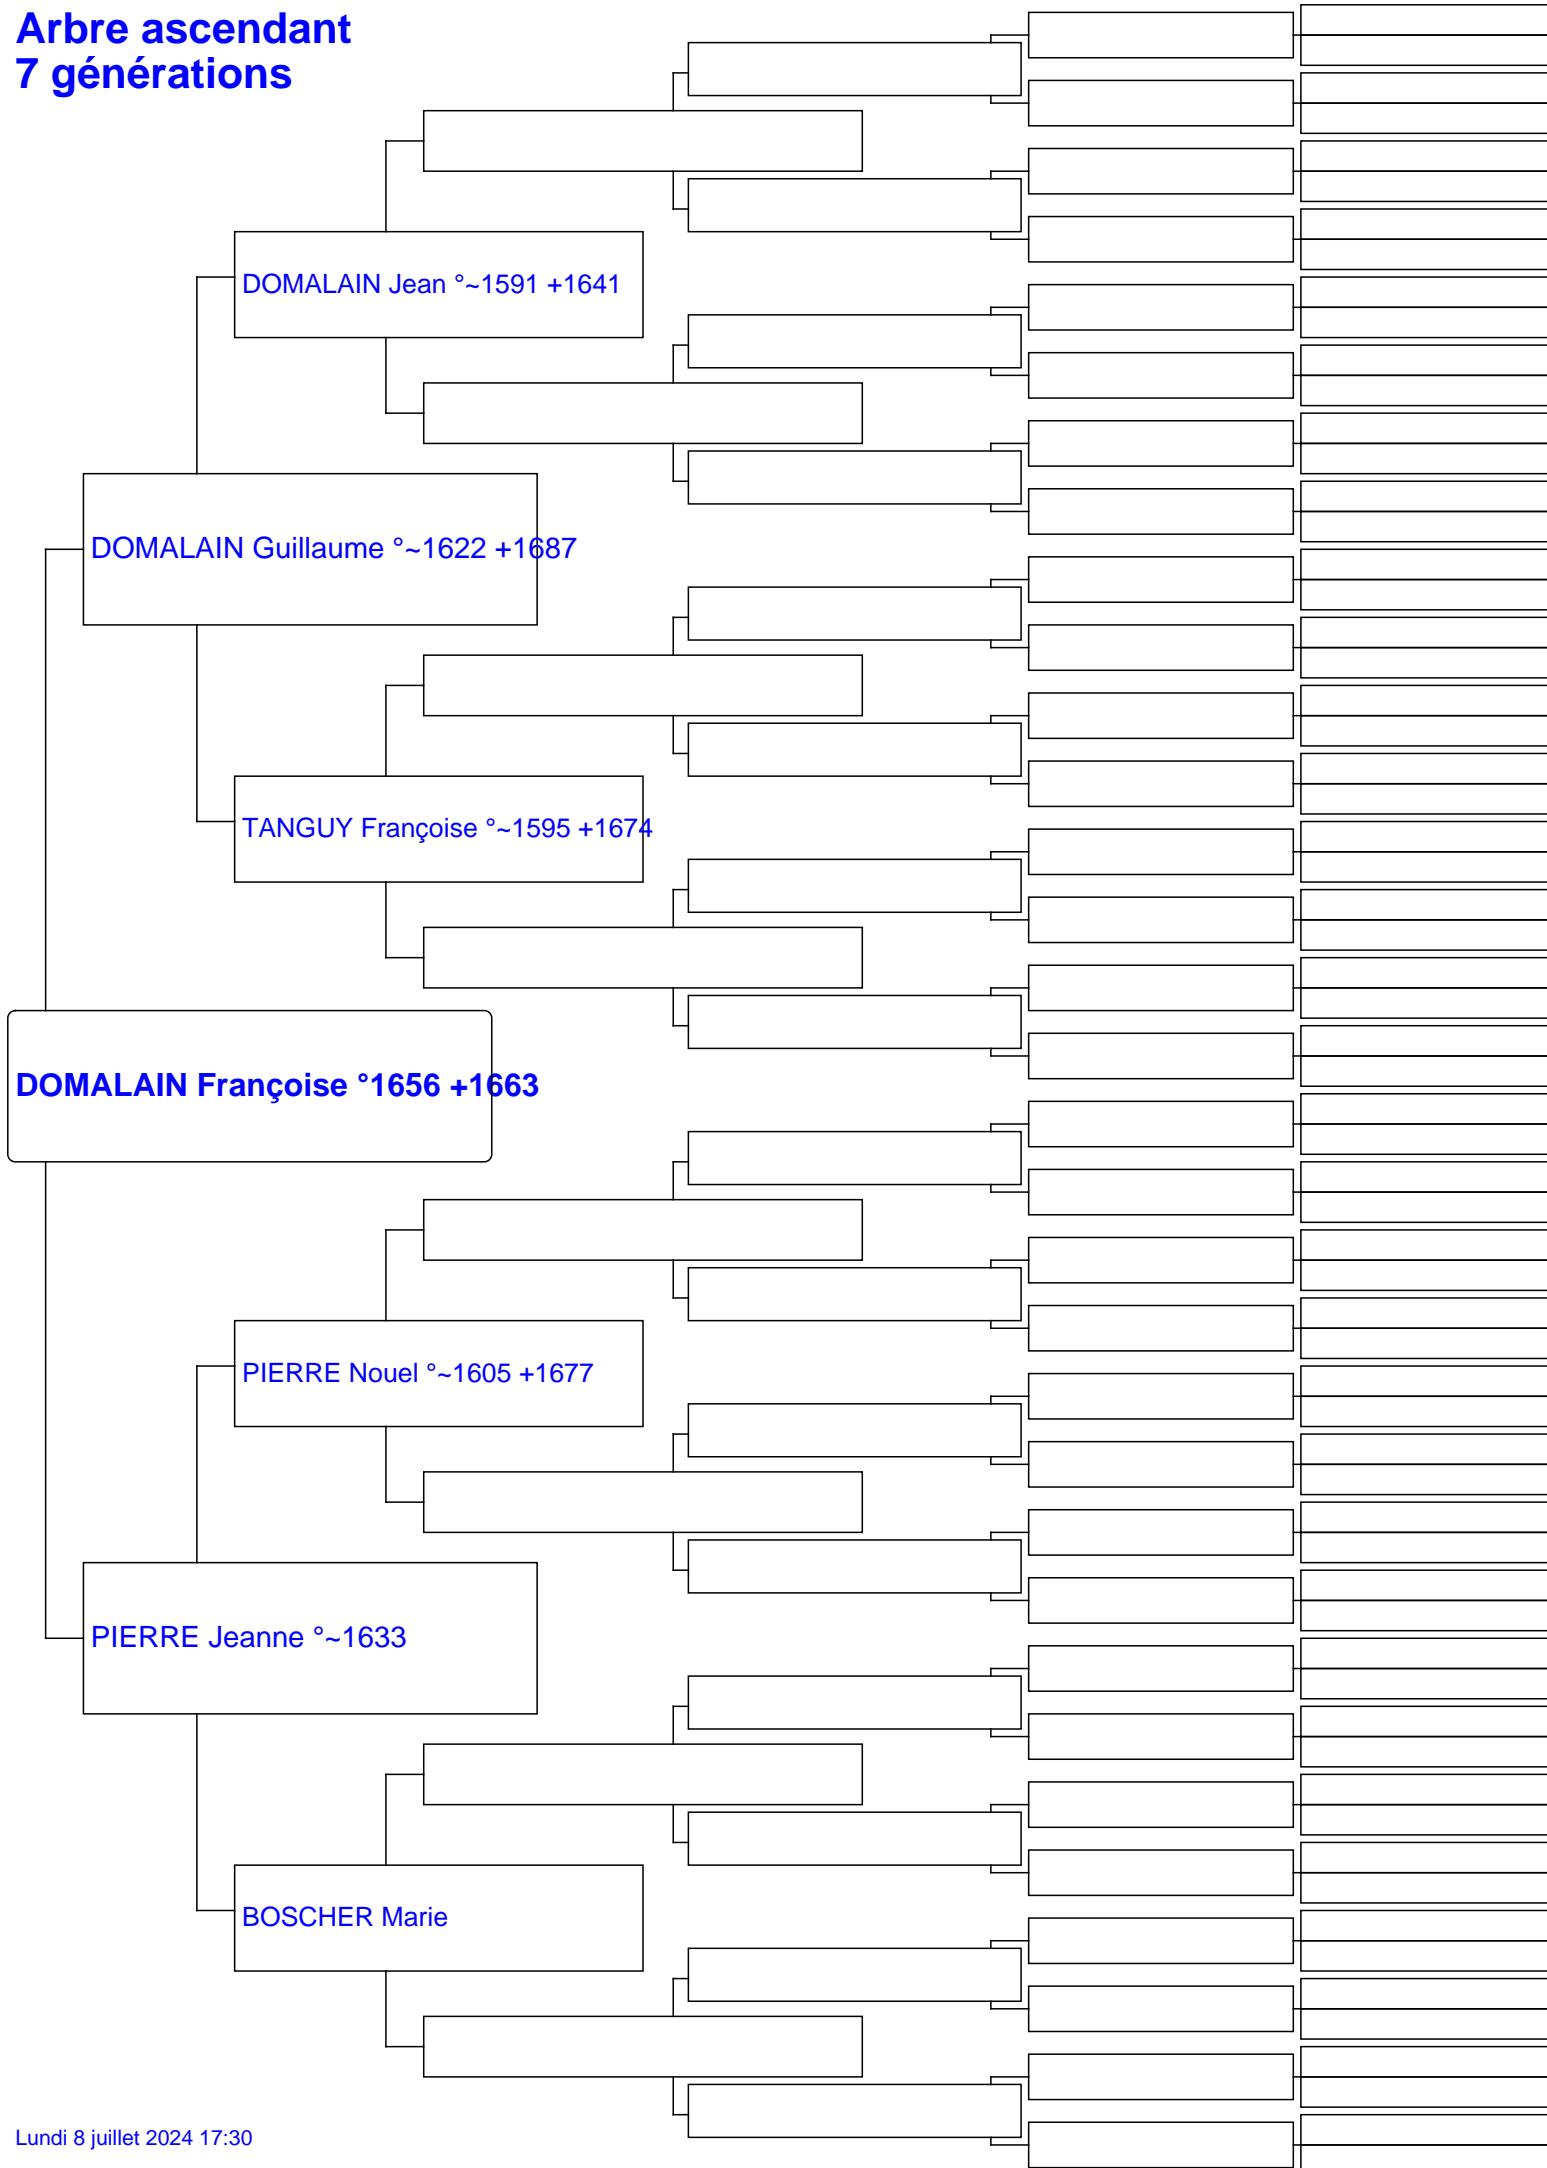 Arbre ascendant
7 générations
DOMALAIN Jean °~1591 +1641
DOMALAIN Guillaume °~1622 +1687
TANGUY Françoise °~1595 +1674
DOMALAIN Françoise °1656 +1663
PIERRE Nouel °~1605 +1677
PIERRE Jeanne °~1633
BOSCHER Marie
Lundi 8 juillet 2024 17:30